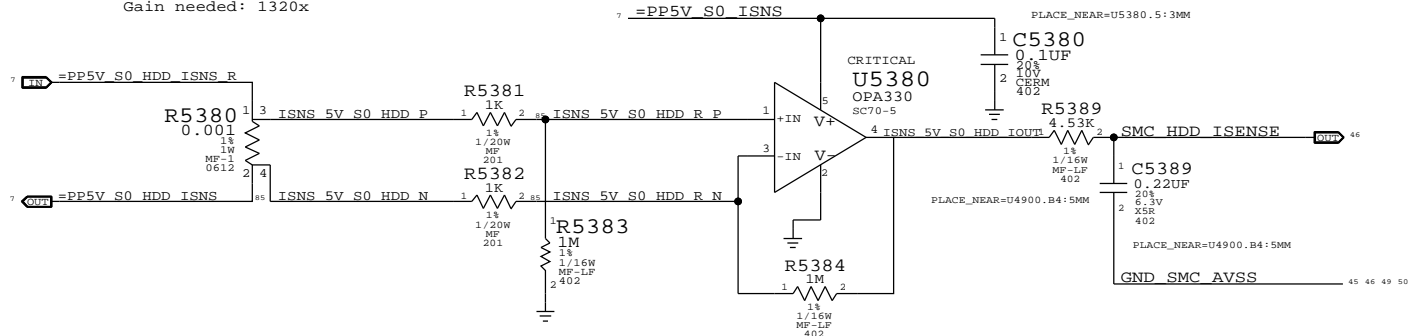 Gain needed: 1320x
7 =PP5V_S0_ISNS
PLACE_NEAR=U5380.5:3MM
1 C5380
0.1UF
20%
10V
2 CERM
402
CRITICAL
U5380
OPA330
SC70-5
7 IN =PP5V_S0_HDD_ISNS_R
R5380 1 3
0.001
1%
1W
MF-1
0612
2 4
ISNS_5V_S0_HDD_P
R5381
1 1K 2
1%
1/20W
MF
201
85 ISNS_5V_S0_HDD_R_P
1 +IN
3 -IN
5 V+
V- 2
4 ISNS_5V_S0_HDD_IOUT
R5389
1 4.53K 2
1%
1/16W
MF-LF
402
SMC_HDD_ISENSE OUT 46
7 OUT =PP5V_S0_HDD_ISNS
85 ISNS_5V_S0_HDD_N
R5382
1 1K 2
1%
1/20W
MF
201
85 ISNS_5V_S0_HDD_R_N
1 R5383
1M
1%
1/16W
MF-LF
2 402
R5384
1 1M 2
1%
1/16W
MF-LF
402
PLACE_NEAR=U4900.B4:5MM
1 C5389
0.22UF
20%
6.3V
2 X5R
402
PLACE_NEAR=U4900.B4:5MM
GND_SMC_AVSS 45 46 49 50